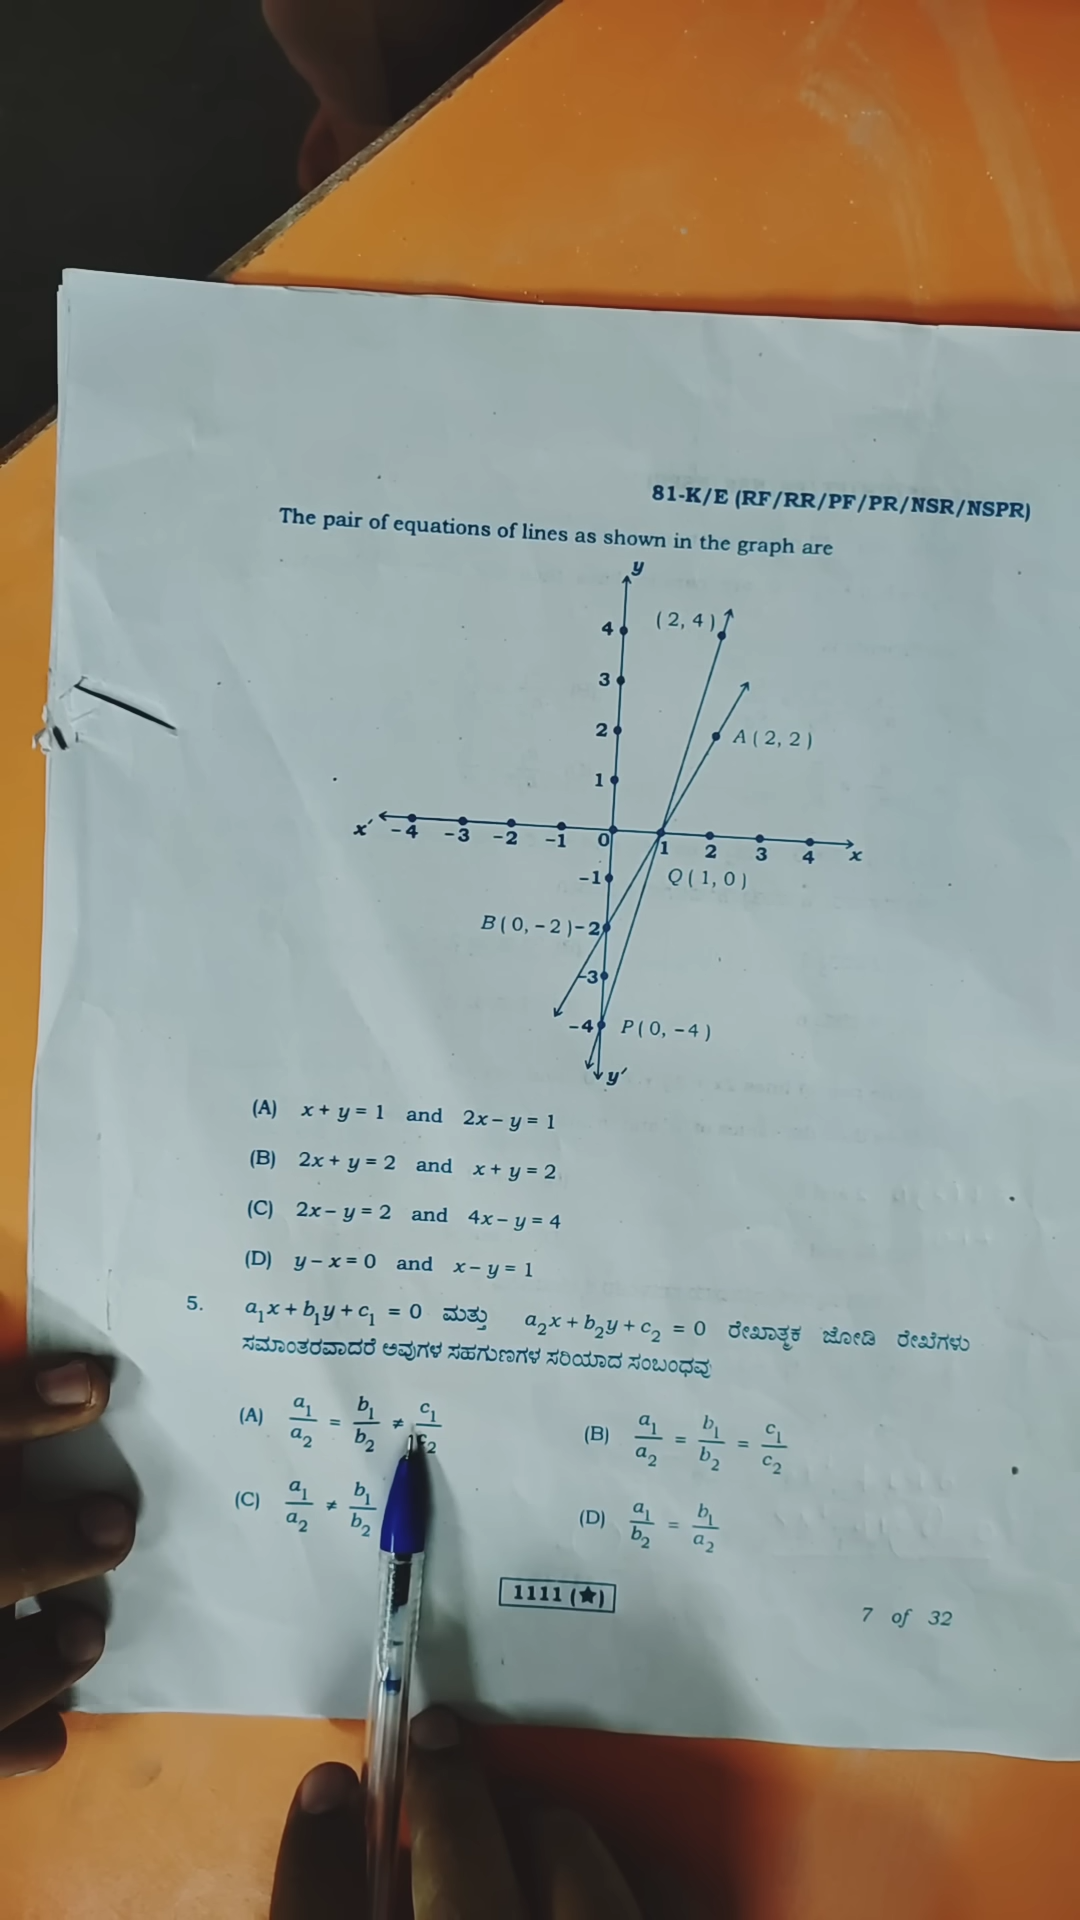 81-K/E (RF/RR/PF/PR/NSR/NSPR)
The pair of equations of lines as shown in the graph are
y
(2, 4)
4
3
2
A(2, 2)
1
x′ -4 -3 -2 -1 0 1 2 3 4 x
-1
Q(1, 0)
B(0, -2) -2
-3
-4 P(0, -4)
y′
(A) x + y = 1 and 2x - y = 1
(B) 2x + y = 2 and x + y = 2
(C) 2x - y = 2 and 4x - y = 4
(D) y - x = 0 and x - y = 1
5. a₁x + b₁y + c₁ = 0 ಮತ್ತು a₂x + b₂y + c₂ = 0 ರೇಖಾತ್ಮಕ ಜೋಡಿ ರೇಖೆಗಳು
ಸಮಾಂತರವಾದರೆ ಅವುಗಳ ಸಹಗುಣಗಳ ಸರಿಯಾದ ಸಂಬಂಧವು
(A) a₁/a₂ = b₁/b₂ ≠ c₁/c₂
(B) a₁/a₂ = b₁/b₂ = c₁/c₂
(C) a₁/a₂ ≠ b₁/b₂
(D) a₁/b₂ = b₁/a₂
1111 (★)
7 of 32